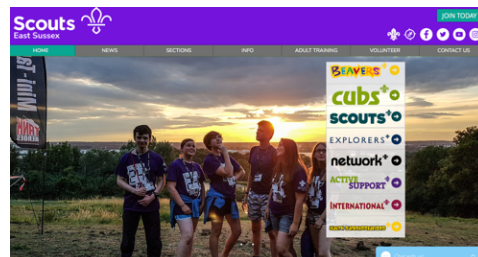 Scouts
East Sussex
JOIN TODAY
HOME NEWS SECTIONS INFO ADULT TRAINING VOLUNTEER CONTACT US
BEAVERS
cubs
SCOUTS
EXPLORERS
network
ACTIVE SUPPORT
INTERNATIONAL